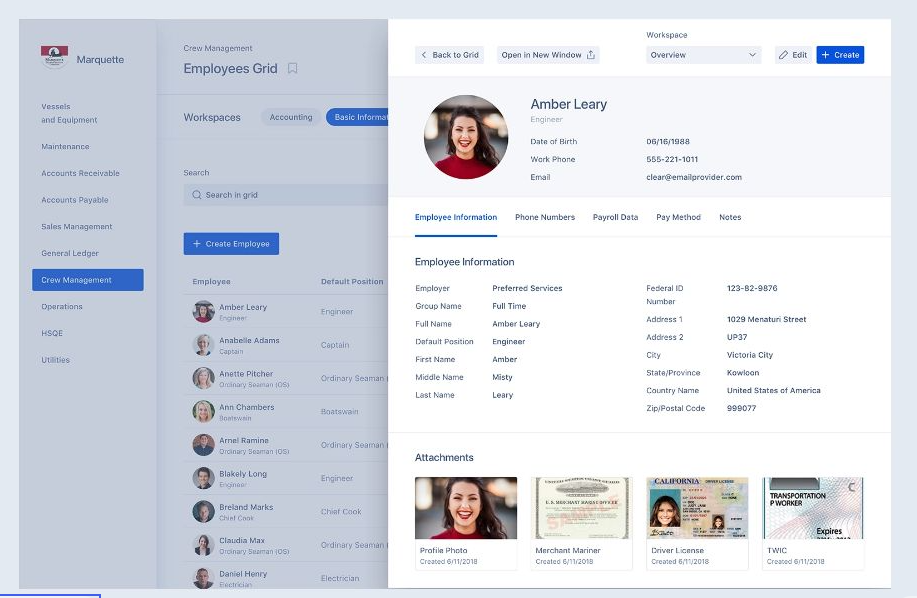 Marquette
Vessels
and Equipment
Maintenance
Accounts Receivable
Accounts Payable
Sales Management
General Ledger
Crew Management
Operations
HSQE
Utilities
Crew Management
Employees Grid
Workspaces
Accounting
Basic Informat
Search
Search in grid
Create Employee
Employee Default Position
Amber Leary
Engineer
Engineer
Anabelle Adams
Captain
Captain
Anette Pitcher
Ordinary Seaman (OS)
Ordinary Seaman (
Ann Chambers
Boatswain
Boatswain
Arnel Ramine
Ordinary Seaman (OS)
Ordinary Seaman (
Blakely Long
Engineer
Engineer
Breland Marks
Chief Cook
Chief Cook
Claudia Max
Ordinary Seaman (OS)
Ordinary Seaman (
Daniel Henry
Electrician
Electrician
Back to Grid
Open in New Window
Workspace
Overview
Edit
Create
Amber Leary
Engineer
Date of Birth 06/16/1988
Work Phone 555-221-1011
Email clear@emailprovider.com
Employee Information Phone Numbers Payroll Data Pay Method Notes
Employee Information
Employer Preferred Services
Group Name Full Time
Full Name Amber Leary
Default Position Engineer
First Name Amber
Middle Name Misty
Last Name Leary
Federal ID
Number 123-82-9876
Address 1 1029 Menaturi Street
Address 2 UP37
City Victoria City
State/Province Kowloon
Country Name United States of America
Zip/Postal Code 999077
Attachments
Profile Photo
Created 6/11/2018
U.S. MERCHANT MARINE OFFICER
Merchant Mariner
Created 6/11/2018
CALIFORNIA DRIVER LICENSE
Driver License
Created 6/11/2018
TRANSPORTATION
P WORKER
Expires
TWIC
Created 6/11/2018